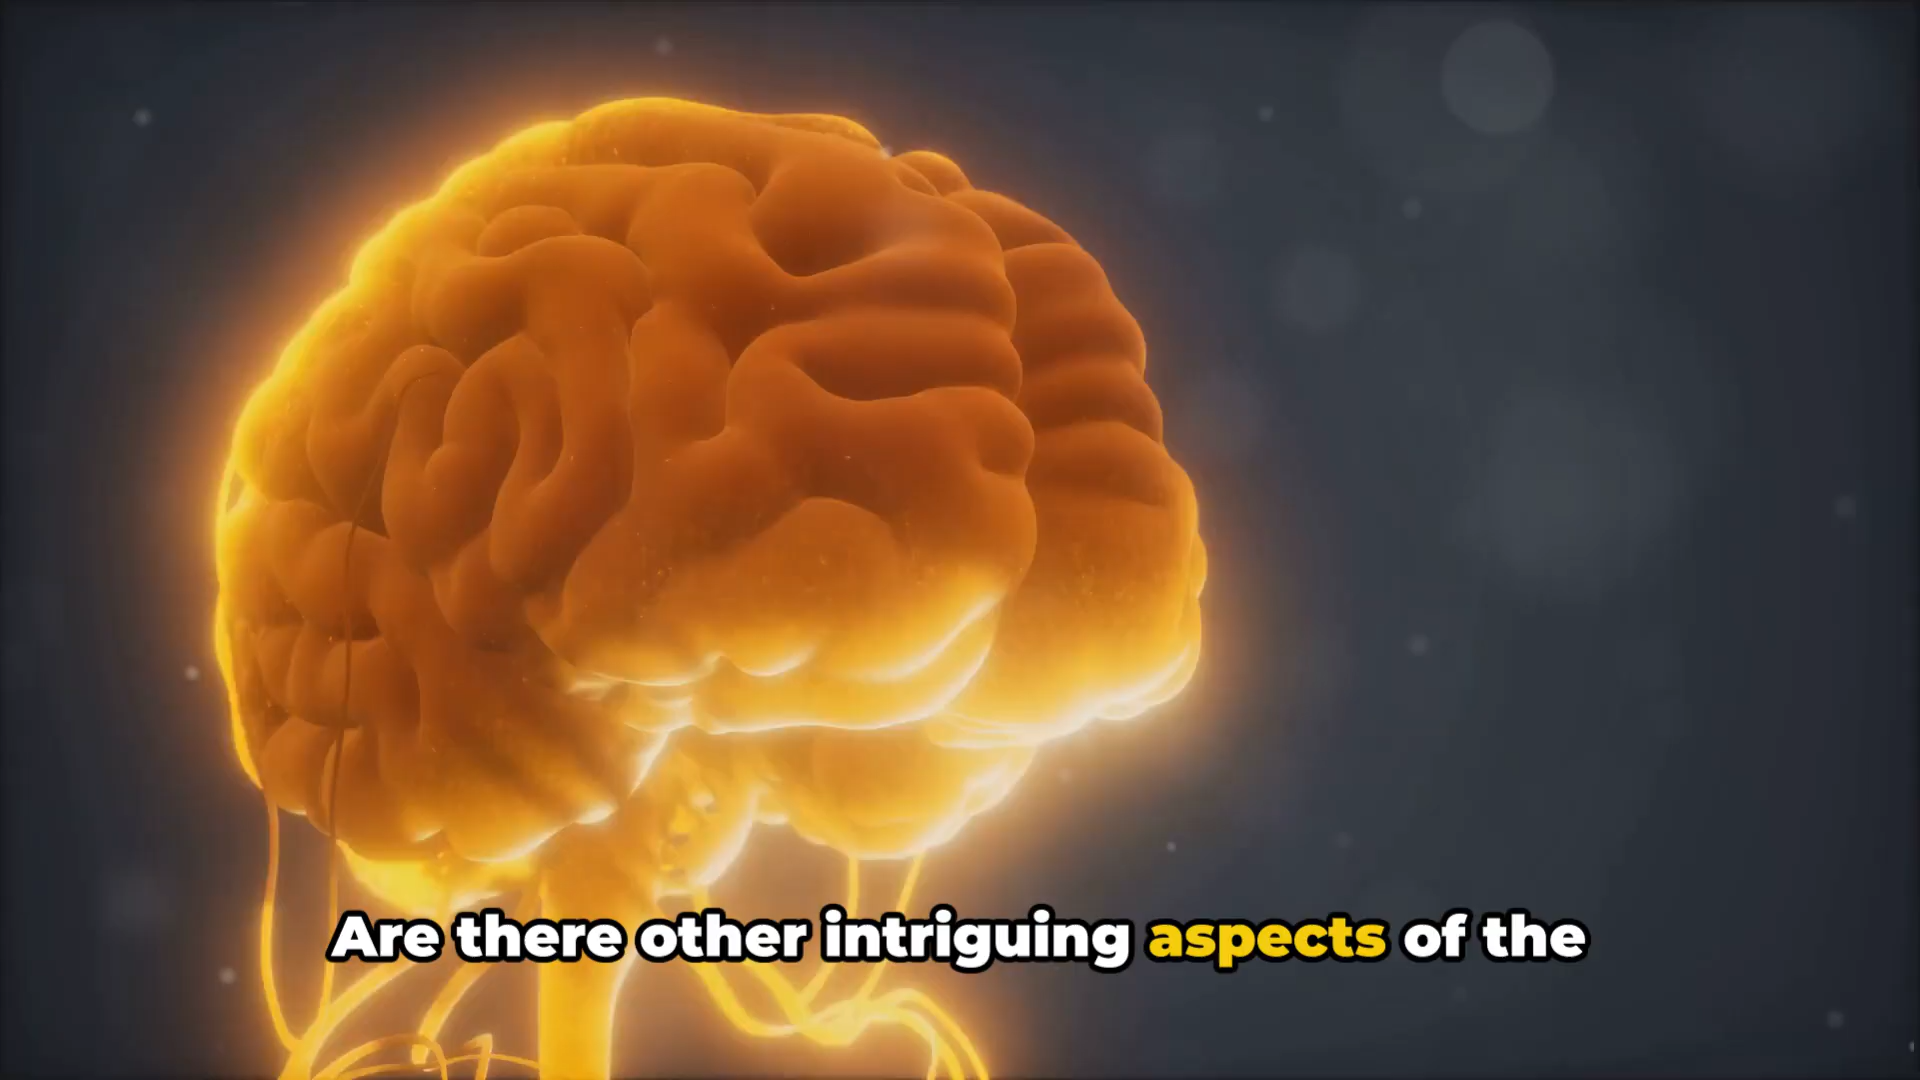 Are there other intriguing aspects of the